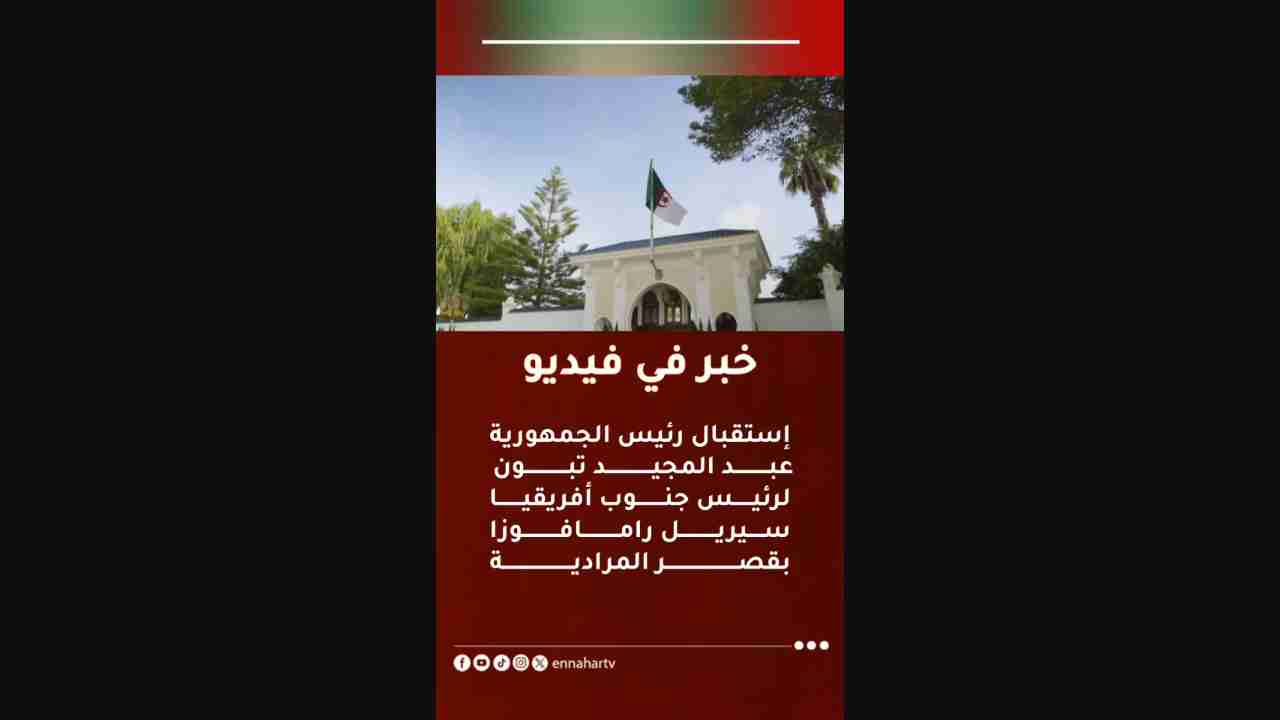 خبر في فيديو
إستقبال رئيس الجمهورية
عبد المجيد تبون
لرئيس جنوب أفريقيا
سيريل رامافوزا
بقصر المرادية
ennahartv